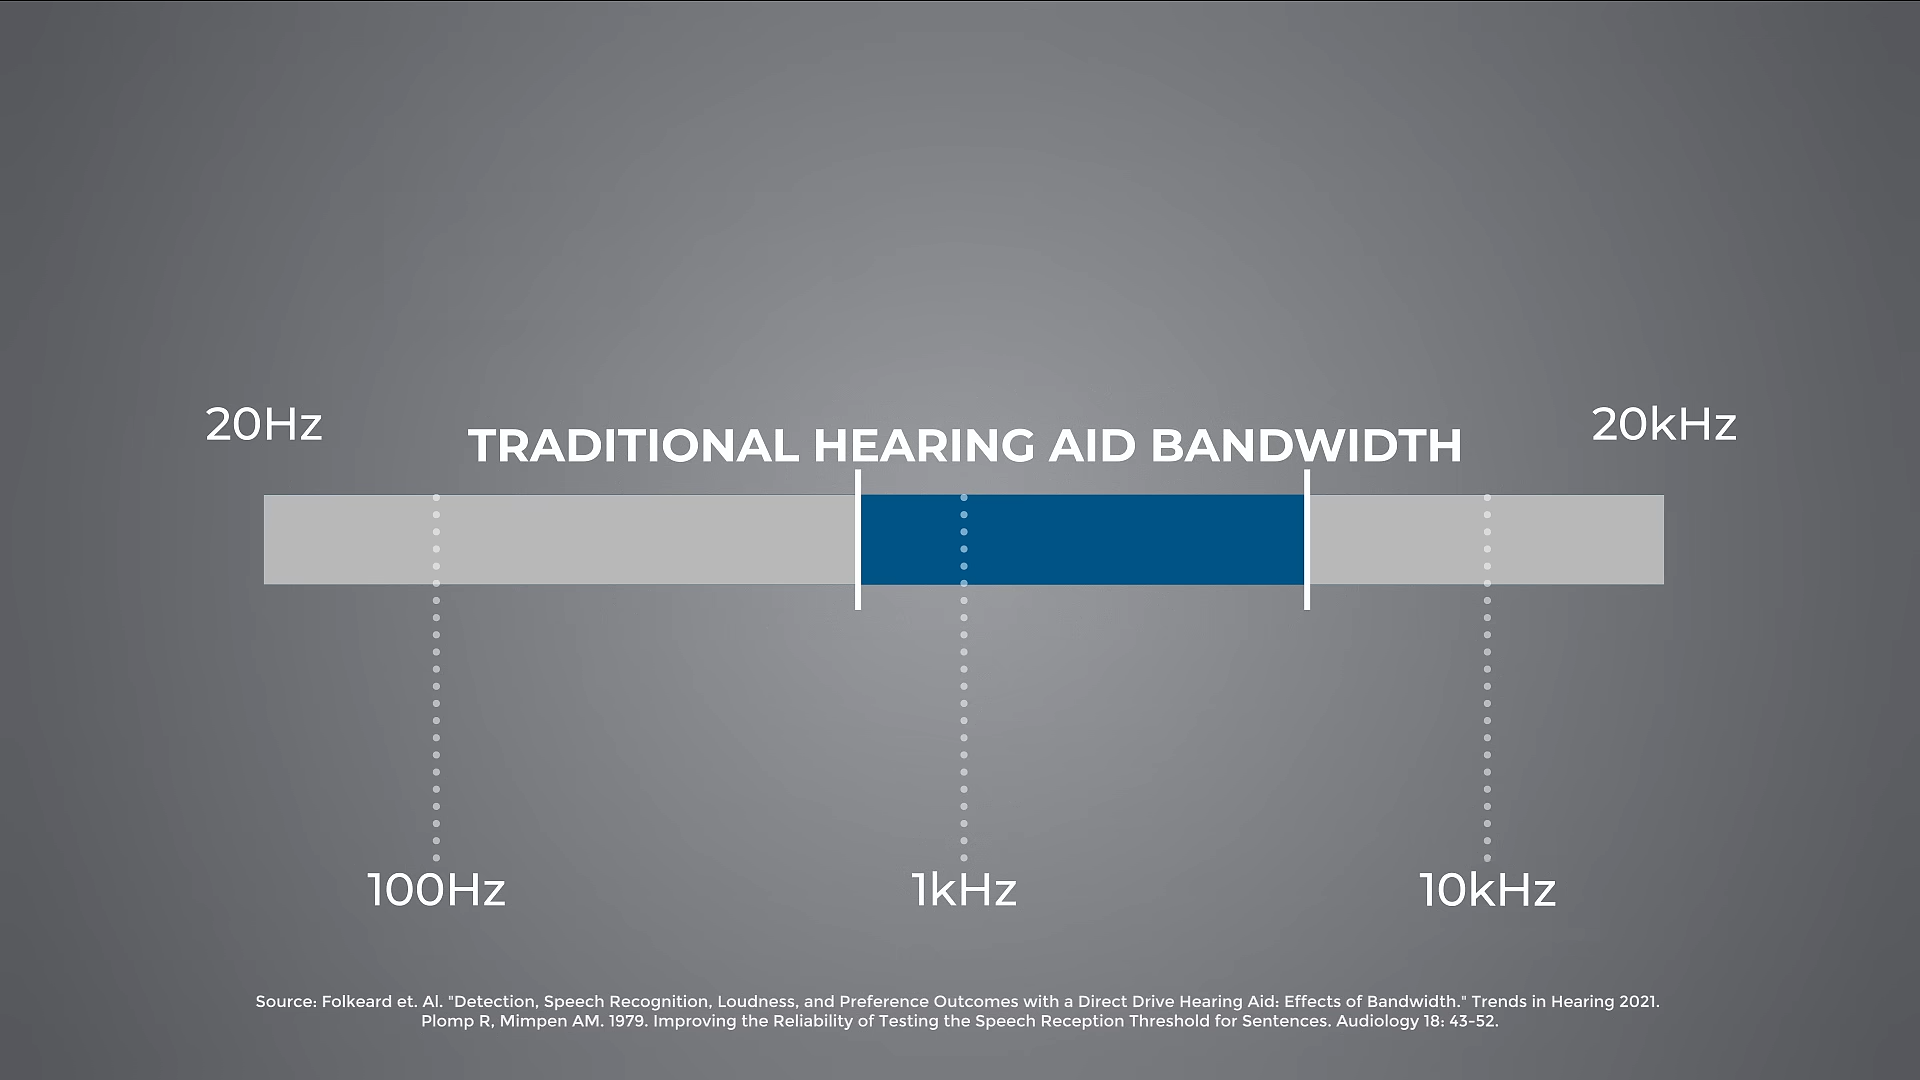 20Hz
20kHz
TRADITIONAL HEARING AID BANDWIDTH
100Hz
1kHz
10kHz
Source: Folkeard et. Al. "Detection, Speech Recognition, Loudness, and Preference Outcomes with a Direct Drive Hearing Aid: Effects of Bandwidth." Trends in Hearing 2021.
Plomp R, Mimpen AM. 1979. Improving the Reliability of Testing the Speech Reception Threshold for Sentences. Audiology 18: 43-52.